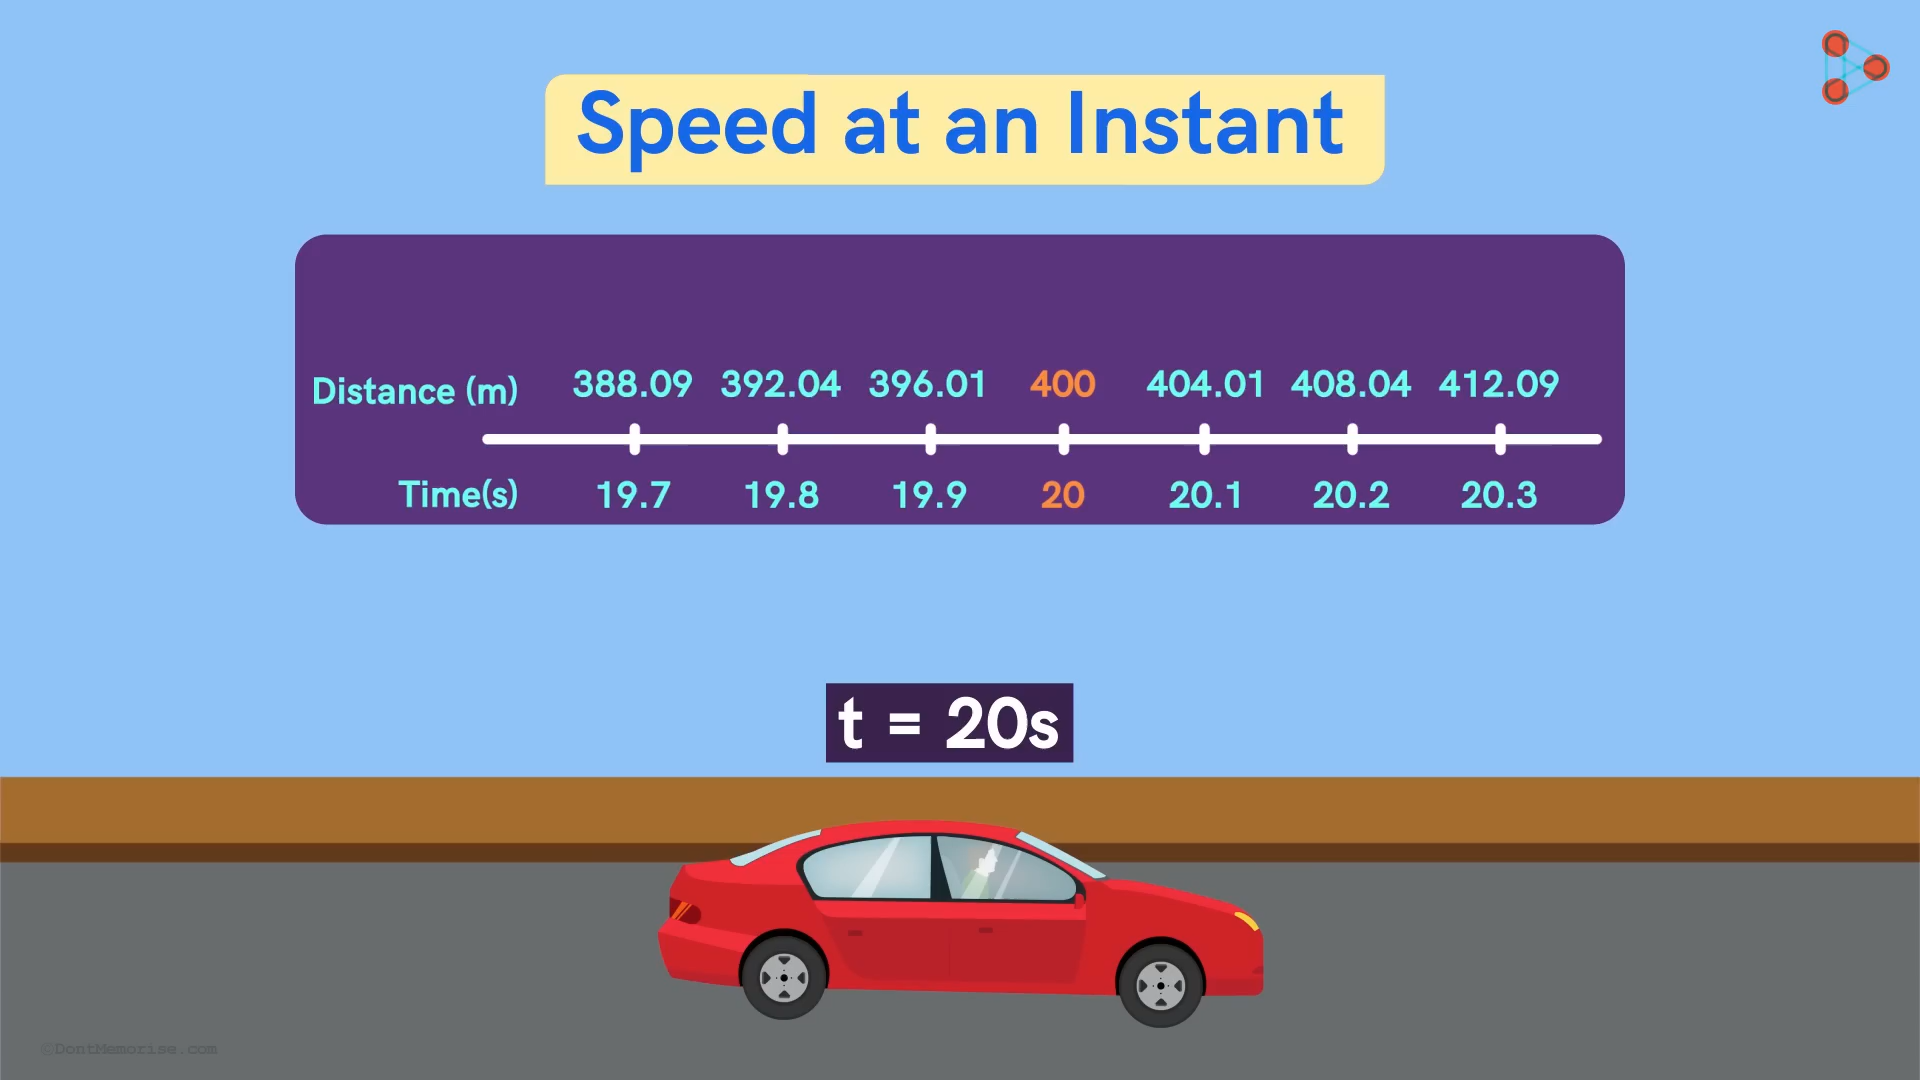 Speed at an Instant
Distance (m) 388.09 392.04 396.01 400 404.01 408.04 412.09
Time(s) 19.7 19.8 19.9 20 20.1 20.2 20.3
t = 20s
©DontMemorise.com